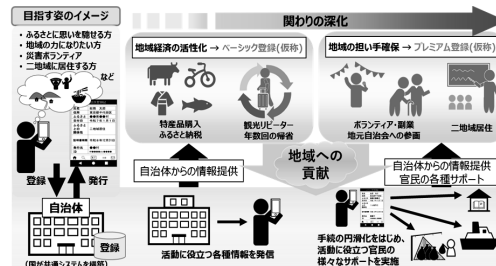 目指す姿のイメージ
・ふるさとに思いを馳せる方
・地域の力になりたい方
・災害ボランティア
・二地域に居住する方
など
登録
発行
自治体
登録
(国が共通システムを構築)
関わりの深化
地域経済の活性化 → ベーシック登録(仮称)
特産品購入
ふるさと納税
観光リピーター
年数回の帰省
地域の担い手確保 → プレミアム登録(仮称)
ボランティア・副業
地元自治会への参画
二地域居住
自治体からの情報提供
地域への
貢献
自治体からの情報提供
官民の各種サポート
活動に役立つ各種情報を発信
手続の円滑化をはじめ、
活動に役立つ官民の
様々なサポートを実施